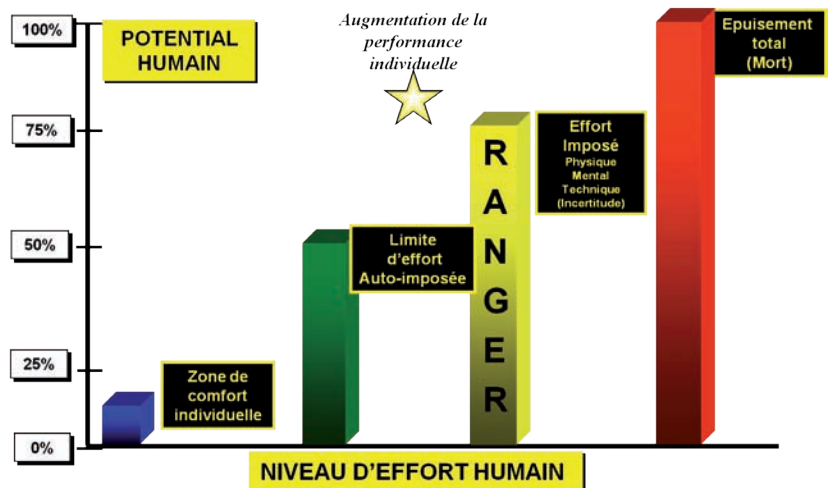 100%
75%
50%
25%
0%
POTENTIAL
HUMAIN
Augmentation de la
performance
individuelle
Zone de
comfort
individuelle
Limite
d'effort
Auto-imposée
RANGER
Effort
Imposé
Physique
Mental
Technique
(Incertitude)
Epuisement
total
(Mort)
NIVEAU D'EFFORT HUMAIN